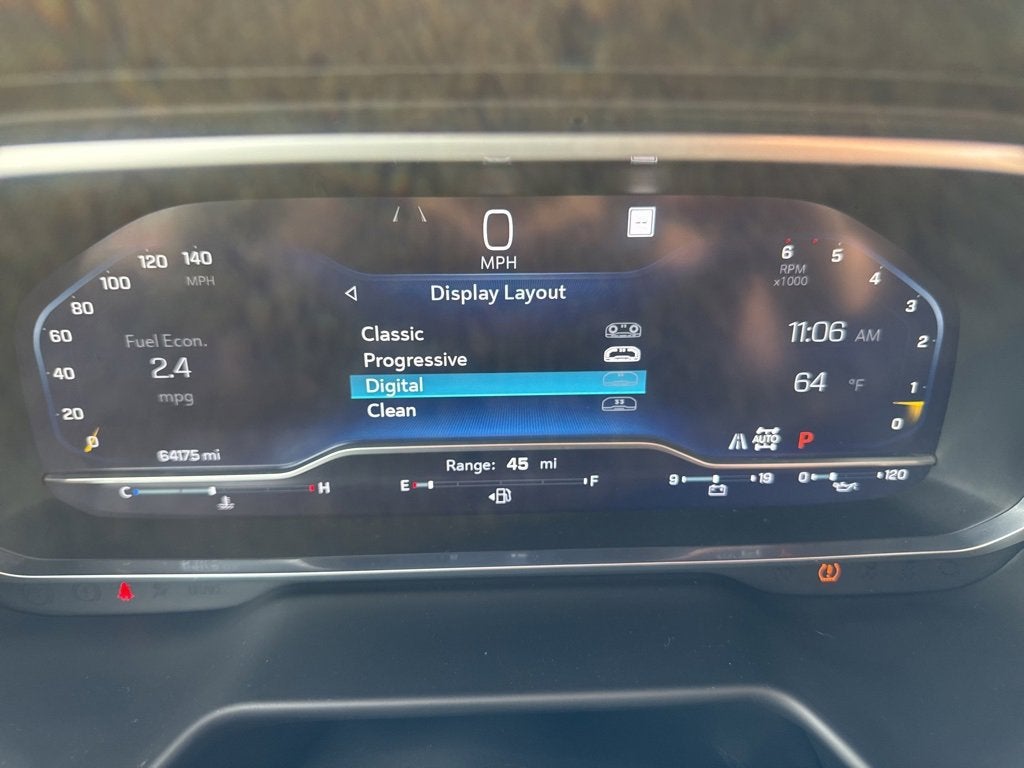 0
MPH
120 140
MPH
100
80
60
40
20
0
Fuel Econ.
2.4
mpg
64175 mi
Display Layout
Classic
Progressive
Digital
Clean
6 5
RPM
x1000
4
3
2
1
0
11:06 AM
64 °F
AUTO P
Range: 45 mi
C H
E F
9 19
0 120